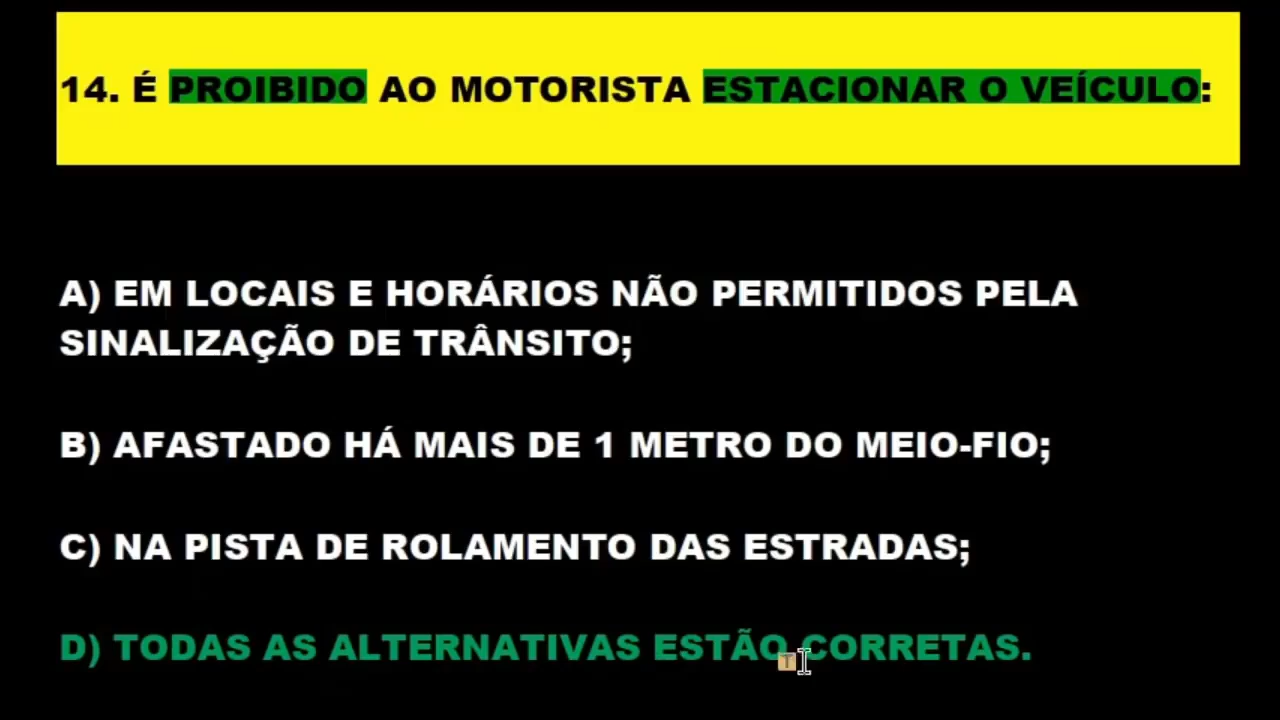 14. É PROIBIDO AO MOTORISTA ESTACIONAR O VEÍCULO:
A) EM LOCAIS E HORÁRIOS NÃO PERMITIDOS PELA
SINALIZAÇÃO DE TRÂNSITO;
B) AFASTADO HÁ MAIS DE 1 METRO DO MEIO-FIO;
C) NA PISTA DE ROLAMENTO DAS ESTRADAS;
D) TODAS AS ALTERNATIVAS ESTÃO CORRETAS.